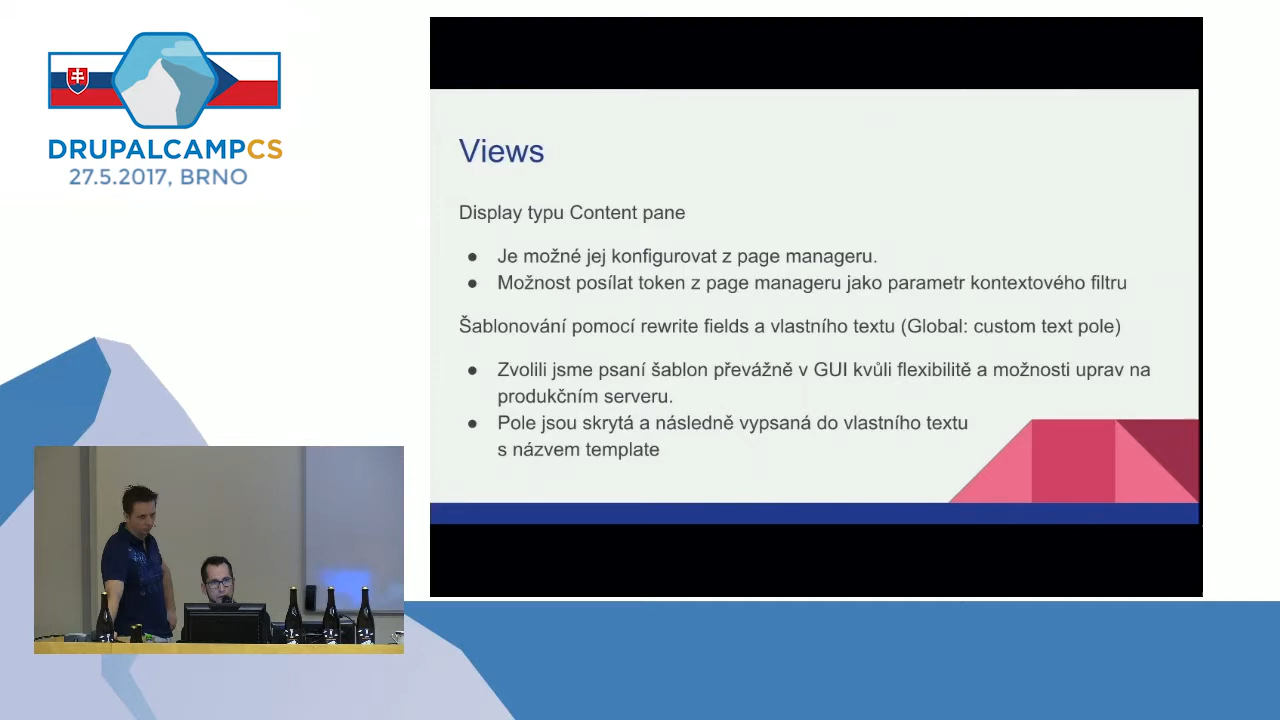 DRUPALCAMPCS
27.5.2017, BRNO
Views
Display typu Content pane
● Je možné jej konfigurovat z page manageru.
● Možnost posílat token z page manageru jako parametr kontextového filtru
Šablonování pomocí rewrite fields a vlastního textu (Global: custom text pole)
● Zvolili jsme psaní šablon převážně v GUI kvůli flexibilitě a možnosti uprav na
produkčním serveru.
● Pole jsou skrytá a následně vypsaná do vlastního textu
s názvem template